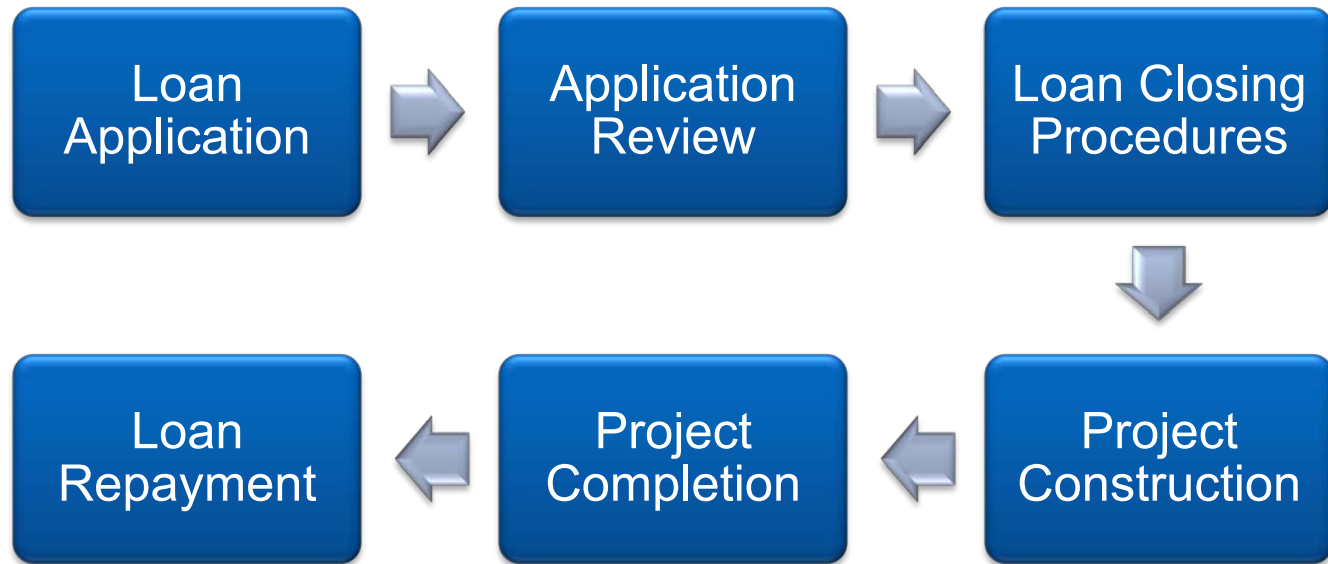 Loan
Application
Application
Review
Loan Closing
Procedures
Project
Construction
Project
Completion
Loan
Repayment